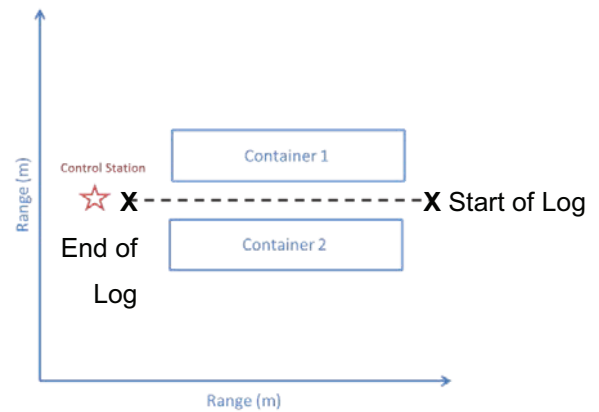 Range (m)
Container 1
Control Station
X
X Start of Log
End of
Log
Container 2
Range (m)